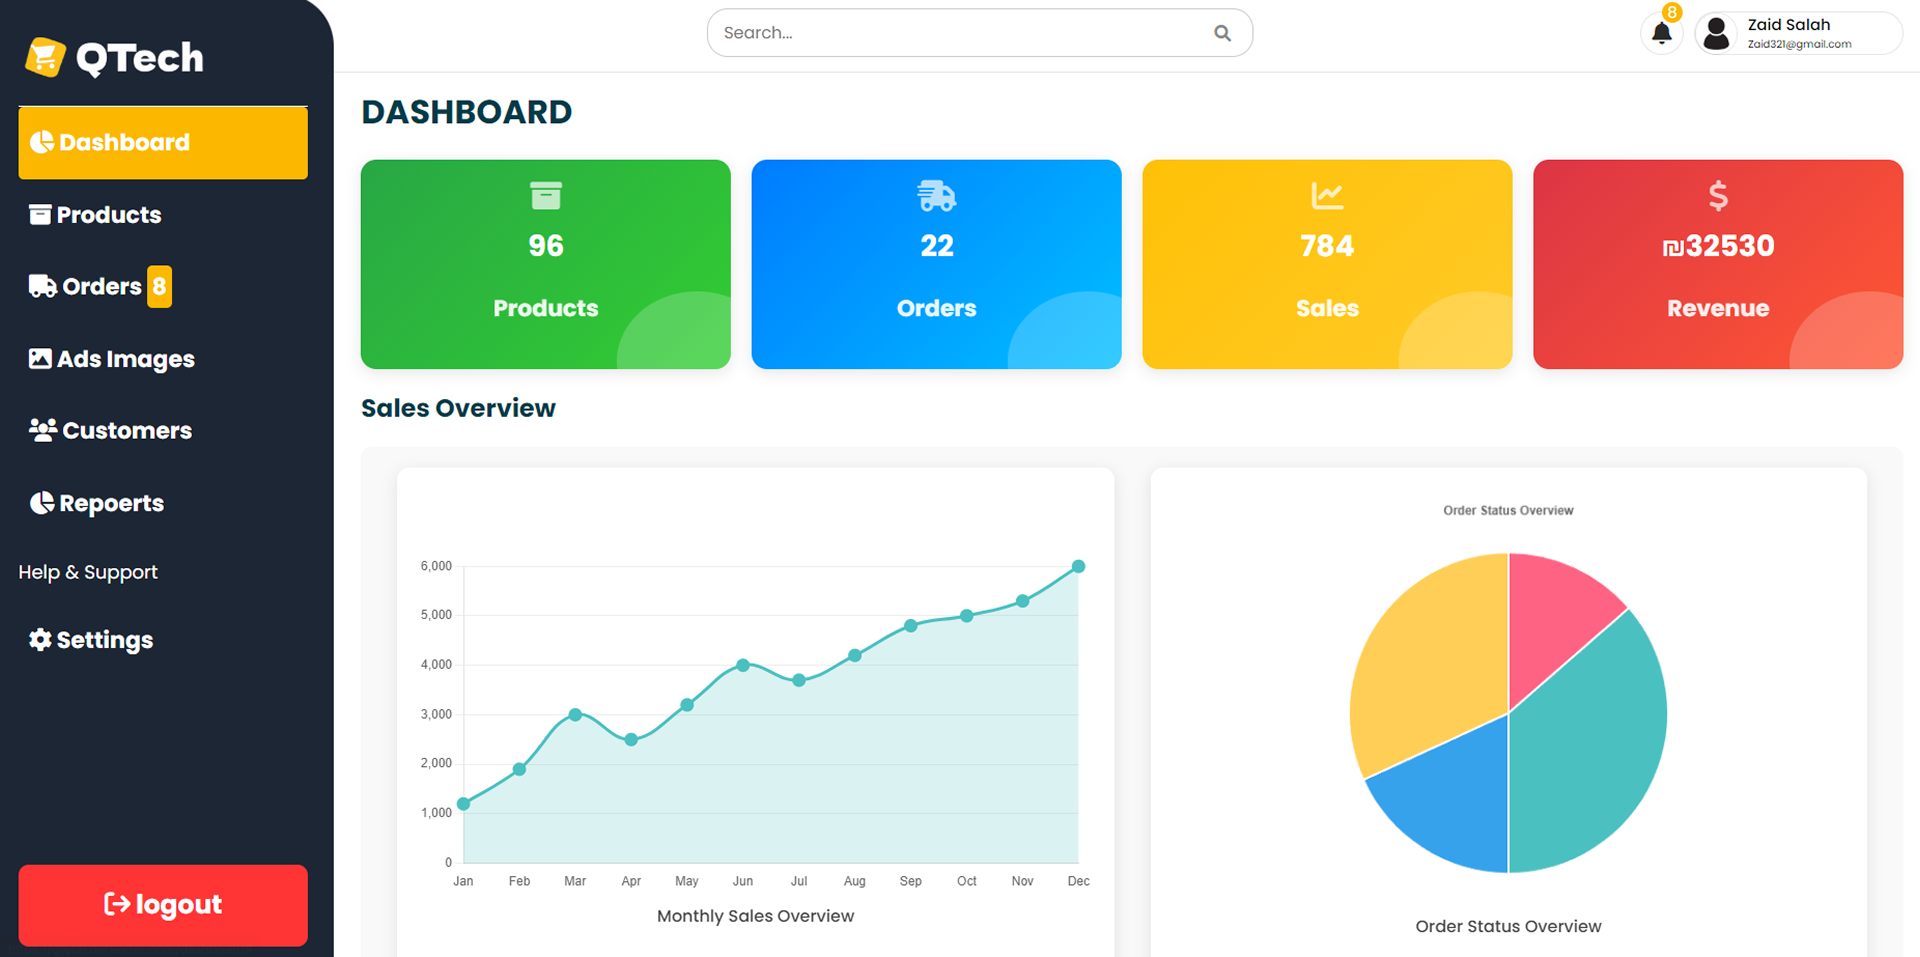 QTech
Dashboard
Products
Orders 8
Ads Images
Customers
Repoerts
Help & Support
Settings
logout
Search...
8
Zaid Salah
Zaid321@gmail.com
DASHBOARD
96
Products
22
Orders
784
Sales
₪32530
Revenue
Sales Overview
6,000
5,000
4,000
3,000
2,000
1,000
0
Jan Feb Mar Apr May Jun Jul Aug Sep Oct Nov Dec
Monthly Sales Overview
Order Status Overview
Order Status Overview